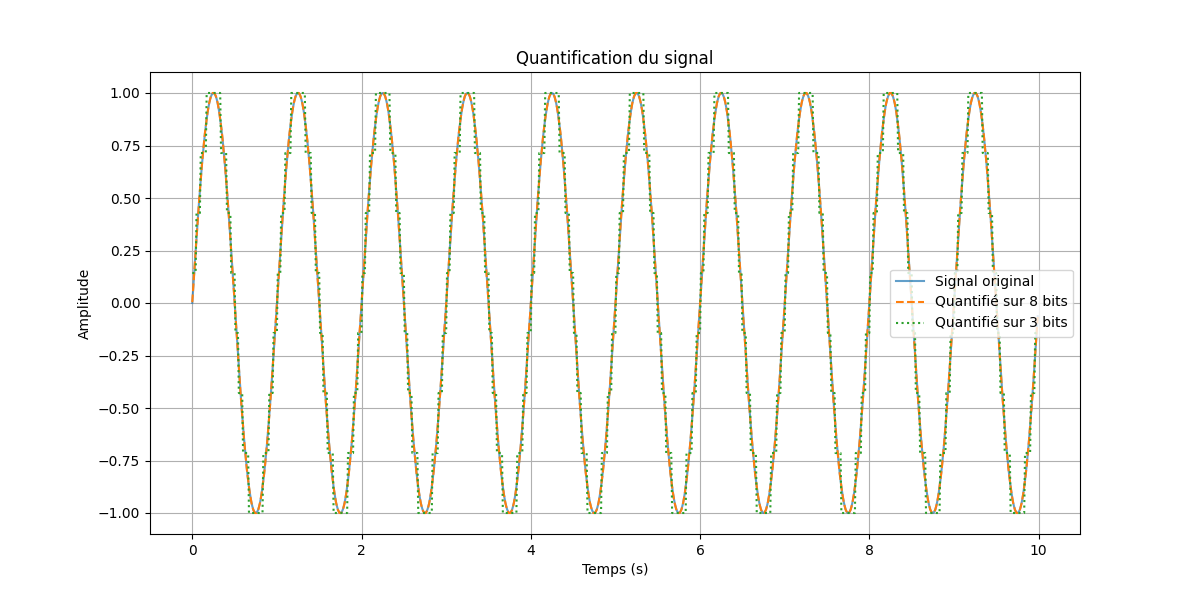 Quantification du signal
1.00
0.75
0.50
0.25
0.00
−0.25
−0.50
−0.75
−1.00
Amplitude
Signal original
Quantifié sur 8 bits
Quantifié sur 3 bits
0 2 4 6 8 10
Temps (s)